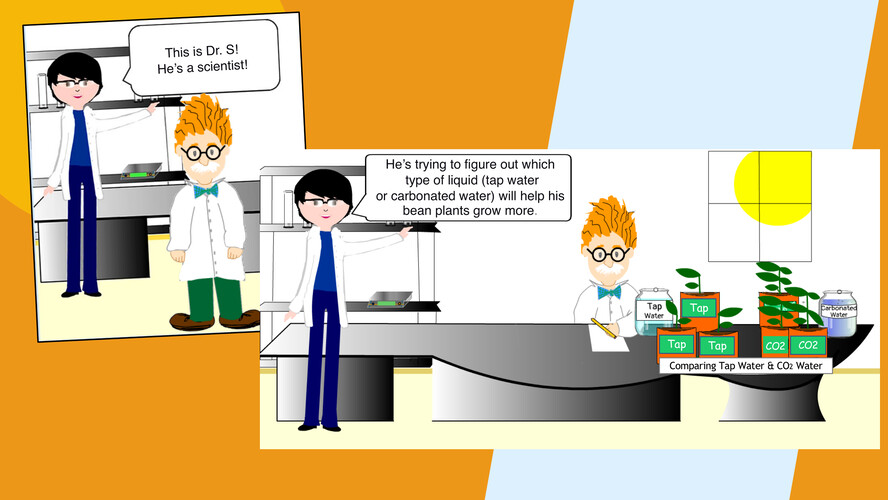 This is Dr. S!
He's a scientist!
He's trying to figure out which
type of liquid (tap water
or carbonated water) will help his
bean plants grow more.
Tap
Water
Tap
Carbonated
Water
Tap
Tap
CO2
CO2
Comparing Tap Water & CO2 Water